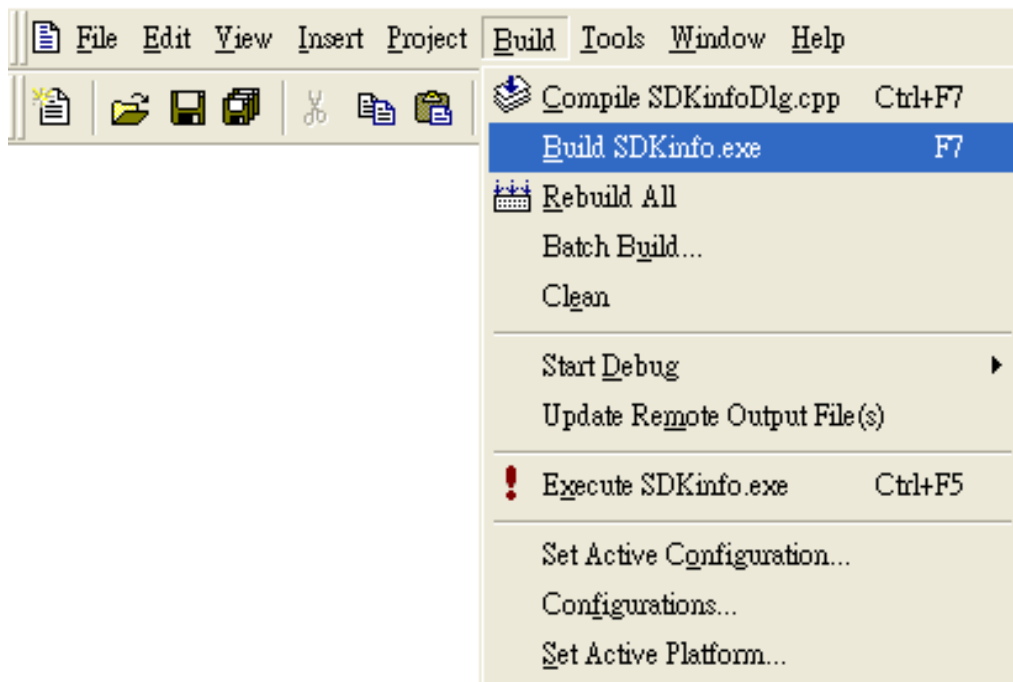 File Edit View Insert Project Build Tools Window Help
Compile SDKinfoDlg.cpp Ctrl+F7
Build SDKinfo.exe F7
Rebuild All
Batch Build...
Clean
Start Debug
Update Remote Output File(s)
Execute SDKinfo.exe Ctrl+F5
Set Active Configuration...
Configurations...
Set Active Platform...